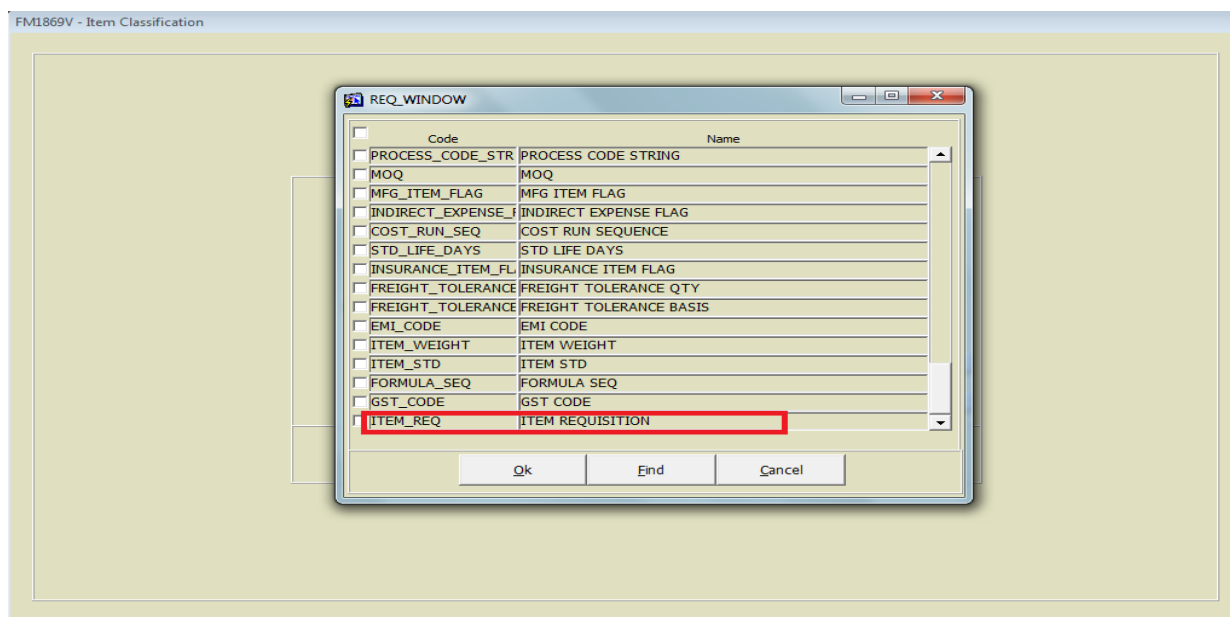 FM1869V - Item Classification
REQ_WINDOW
Code Name
PROCESS_CODE_STR PROCESS CODE STRING
MOQ MOQ
MFG_ITEM_FLAG MFG ITEM FLAG
INDIRECT_EXPENSE_F INDIRECT EXPENSE FLAG
COST_RUN_SEQ COST RUN SEQUENCE
STD_LIFE_DAYS STD LIFE DAYS
INSURANCE_ITEM_FL INSURANCE ITEM FLAG
FREIGHT_TOLERANCE FREIGHT TOLERANCE QTY
FREIGHT_TOLERANCE FREIGHT TOLERANCE BASIS
EMI_CODE EMI CODE
ITEM_WEIGHT ITEM WEIGHT
ITEM_STD ITEM STD
FORMULA_SEQ FORMULA SEQ
GST_CODE GST CODE
ITEM_REQ ITEM REQUISITION
Ok Find Cancel